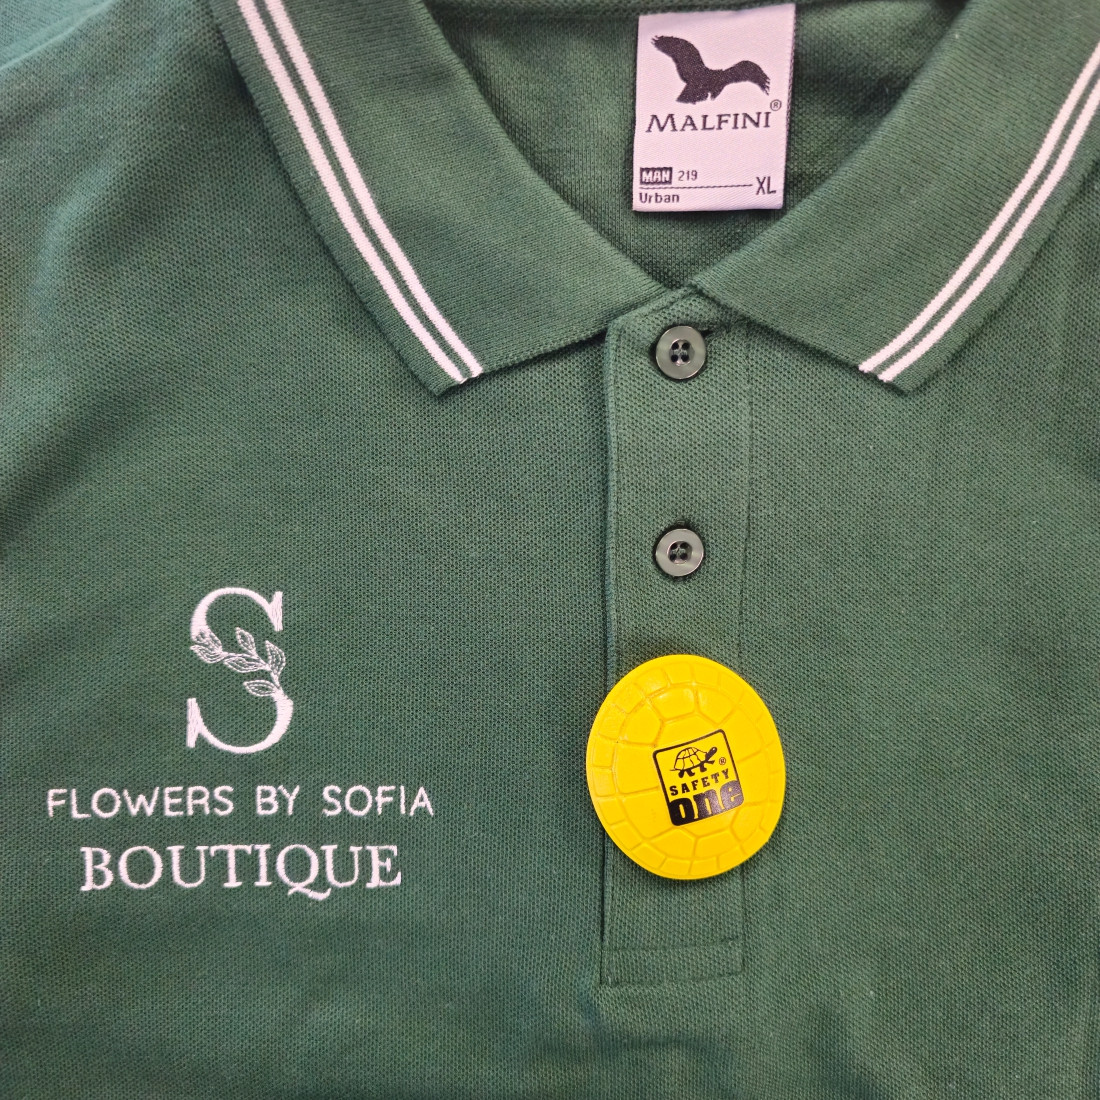 MALFINI®
MAN 219
XL
Urban
S
FLOWERS BY SOFIA
BOUTIQUE
®
SAFETY
one